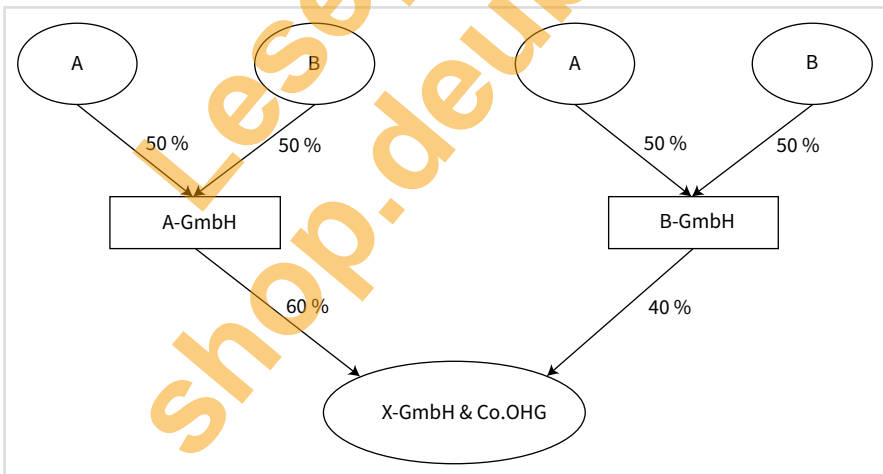 A
B
A
B
50 %
50 %
50 %
50 %
A-GmbH
B-GmbH
60 %
40 %
X-GmbH & Co.OHG
Lese
shop.deu